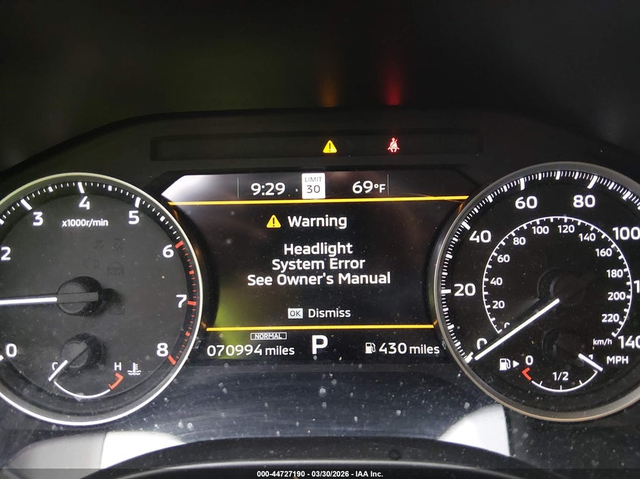 9:29
LIMIT
30
69°F
Warning
Headlight
System Error
See Owner's Manual
OK Dismiss
NORMAL
070994 miles
P
430 miles
x1000r/min
0 2 3 4 5 6 7 8
C H
0 20 40 60 80 100 140
0 20 40 60 80 100 120 140 160 180 200 220
km/h
MPH
0 1/2 1
000-44727190 - 03/30/2026 - IAA Inc.